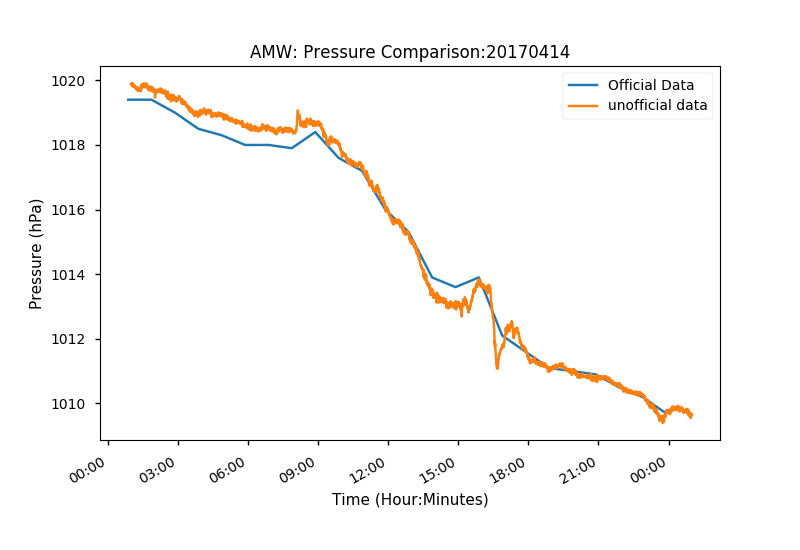 AMW: Pressure Comparison:20170414
Official Data
unofficial data
1020
1018
1016
1014
1012
1010
Pressure (hPa)
00:00 03:00 06:00 09:00 12:00 15:00 18:00 21:00 00:00
Time (Hour:Minutes)